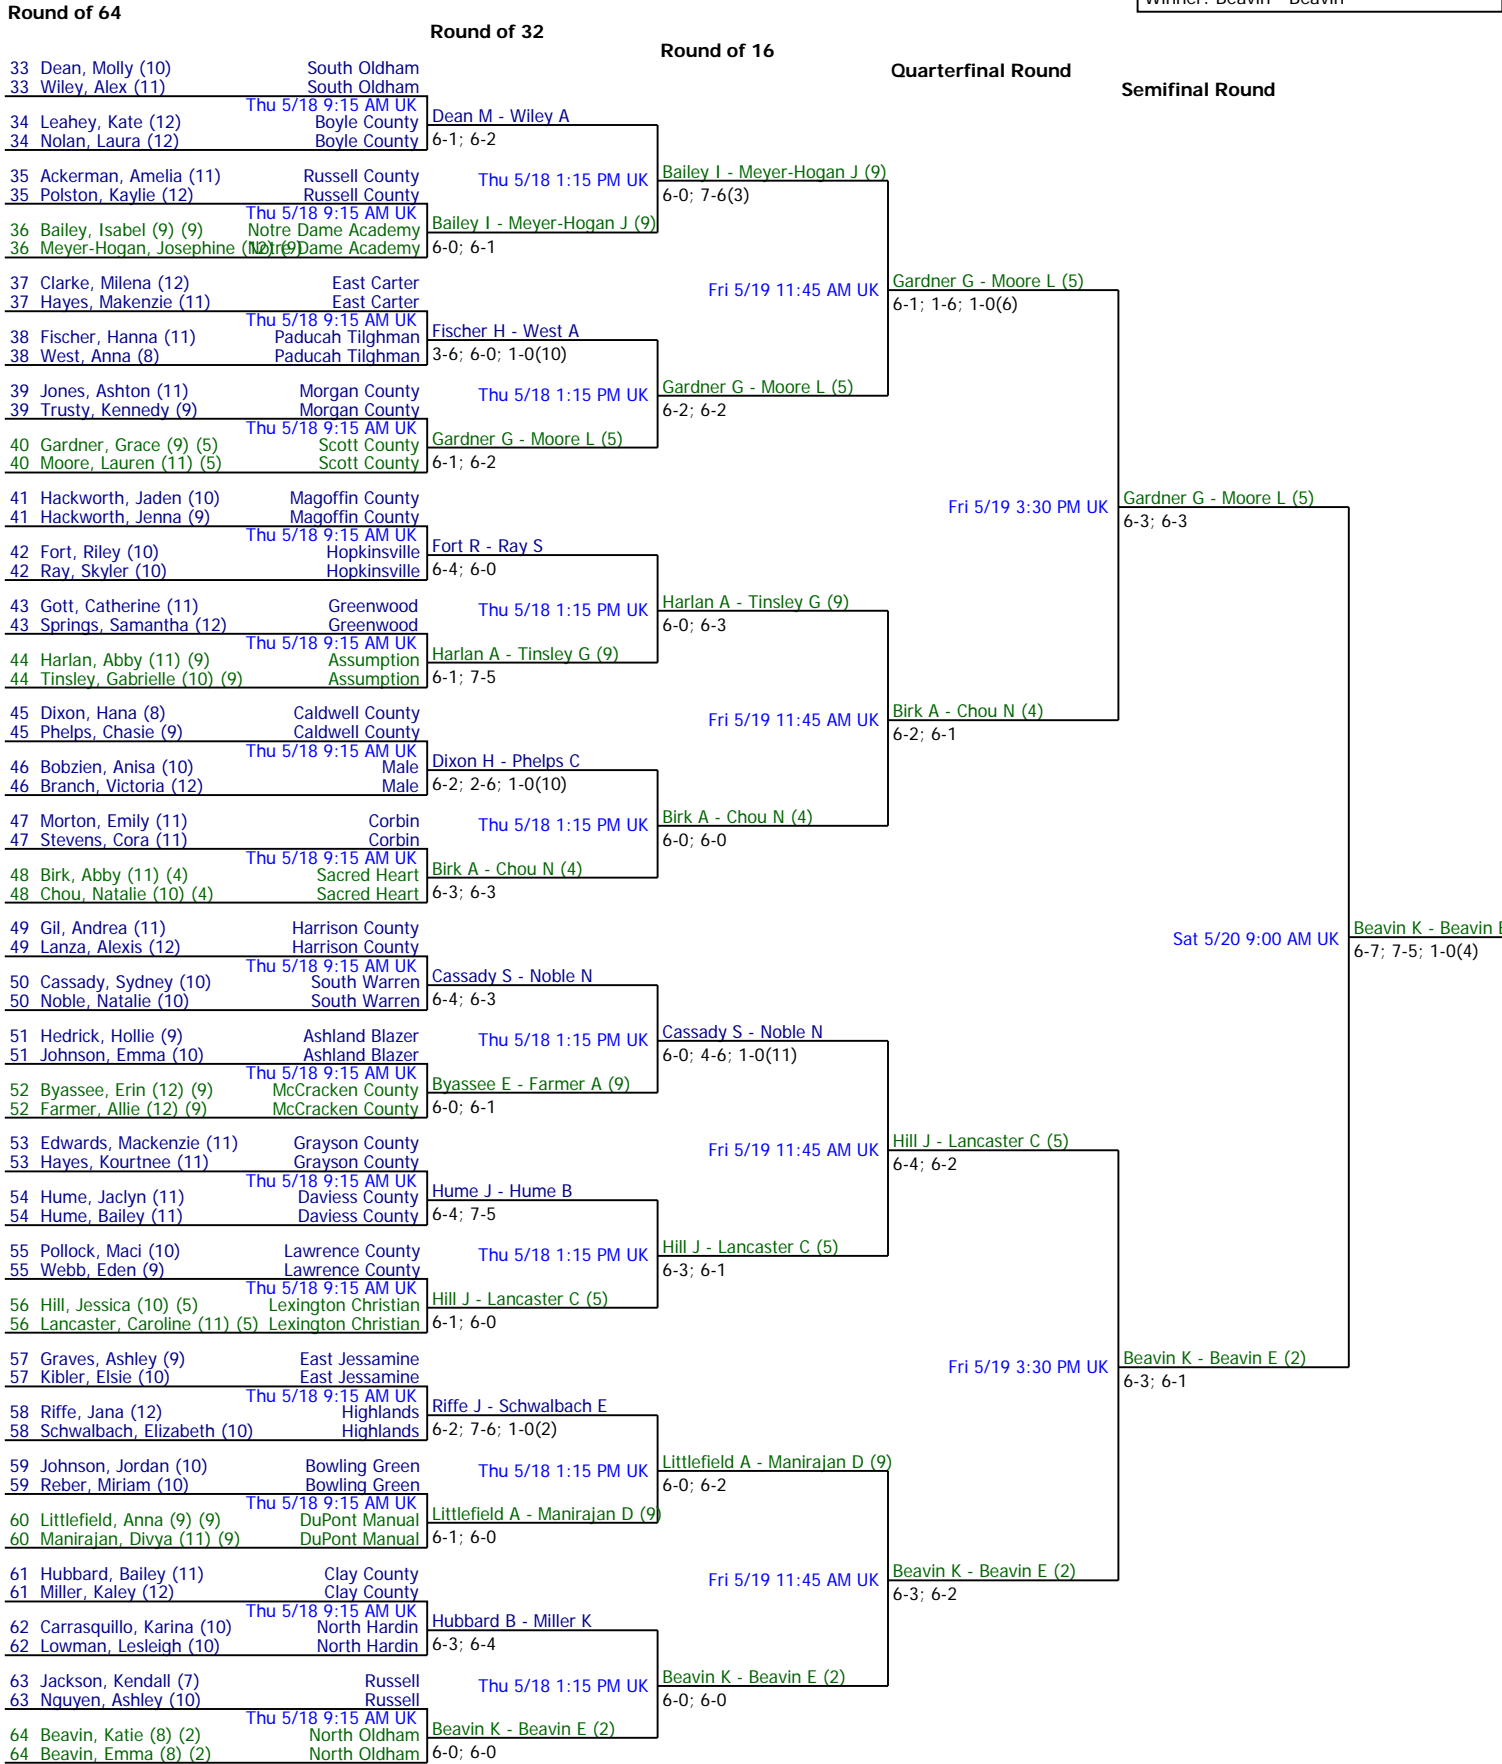 Winner: Beavin - Beavin
Round of 64
Round of 32
Round of 16
Quarterfinal Round
Semifinal Round
33 Dean, Molly (10) South Oldham
33 Wiley, Alex (11) South Oldham
Thu 5/18 9:15 AM UK
34 Leahey, Kate (12) Boyle County
34 Nolan, Laura (12) Boyle County
35 Ackerman, Amelia (11) Russell County
35 Polston, Kaylie (12) Russell County
Thu 5/18 9:15 AM UK
36 Bailey, Isabel (9) (9) Notre Dame Academy
36 Meyer-Hogan, Josephine (12) (9) Notre Dame Academy
37 Clarke, Milena (12) East Carter
37 Hayes, Makenzie (11) East Carter
Thu 5/18 9:15 AM UK
38 Fischer, Hanna (11) Paducah Tilghman
38 West, Anna (8) Paducah Tilghman
39 Jones, Ashton (11) Morgan County
39 Trusty, Kennedy (9) Morgan County
Thu 5/18 9:15 AM UK
40 Gardner, Grace (9) (5) Scott County
40 Moore, Lauren (11) (5) Scott County
41 Hackworth, Jaden (10) Magoffin County
41 Hackworth, Jenna (9) Magoffin County
Thu 5/18 9:15 AM UK
42 Fort, Riley (10) Hopkinsville
42 Ray, Skyler (10) Hopkinsville
43 Gott, Catherine (11) Greenwood
43 Springs, Samantha (12) Greenwood
Thu 5/18 9:15 AM UK
44 Harlan, Abby (11) (9) Assumption
44 Tinsley, Gabrielle (10) (9) Assumption
45 Dixon, Hana (8) Caldwell County
45 Phelps, Chasie (9) Caldwell County
Thu 5/18 9:15 AM UK
46 Bobzien, Anisa (10) Male
46 Branch, Victoria (12) Male
47 Morton, Emily (11) Corbin
47 Stevens, Cora (11) Corbin
Thu 5/18 9:15 AM UK
48 Birk, Abby (11) (4) Sacred Heart
48 Chou, Natalie (10) (4) Sacred Heart
49 Gil, Andrea (11) Harrison County
49 Lanza, Alexis (12) Harrison County
Thu 5/18 9:15 AM UK
50 Cassady, Sydney (10) South Warren
50 Noble, Natalie (10) South Warren
51 Hedrick, Hollie (9) Ashland Blazer
51 Johnson, Emma (10) Ashland Blazer
Thu 5/18 9:15 AM UK
52 Byassee, Erin (12) (9) McCracken County
52 Farmer, Allie (12) (9) McCracken County
53 Edwards, Mackenzie (11) Grayson County
53 Hayes, Kourtnee (11) Grayson County
Thu 5/18 9:15 AM UK
54 Hume, Jaclyn (11) Daviess County
54 Hume, Bailey (11) Daviess County
55 Pollock, Maci (10) Lawrence County
55 Webb, Eden (9) Lawrence County
Thu 5/18 9:15 AM UK
56 Hill, Jessica (10) (5) Lexington Christian
56 Lancaster, Caroline (11) (5) Lexington Christian
57 Graves, Ashley (9) East Jessamine
57 Kibler, Elsie (10) East Jessamine
Thu 5/18 9:15 AM UK
58 Riffe, Jana (12) Highlands
58 Schwalbach, Elizabeth (10) Highlands
59 Johnson, Jordan (10) Bowling Green
59 Reber, Miriam (10) Bowling Green
Thu 5/18 9:15 AM UK
60 Littlefield, Anna (9) (9) DuPont Manual
60 Manirajan, Divya (11) (9) DuPont Manual
61 Hubbard, Bailey (11) Clay County
61 Miller, Kaley (12) Clay County
Thu 5/18 9:15 AM UK
62 Carrasquillo, Karina (10) North Hardin
62 Lowman, Lesleigh (10) North Hardin
63 Jackson, Kendall (7) Russell
63 Nguyen, Ashley (10) Russell
Thu 5/18 9:15 AM UK
64 Beavin, Katie (8) (2) North Oldham
64 Beavin, Emma (8) (2) North Oldham
Dean M - Wiley A
6-1; 6-2
Thu 5/18 1:15 PM UK
Bailey I - Meyer-Hogan J (9)
6-0; 6-1
Fischer H - West A
3-6; 6-0; 1-0(10)
Thu 5/18 1:15 PM UK
Gardner G - Moore L (5)
6-1; 6-2
Fort R - Ray S
6-4; 6-0
Thu 5/18 1:15 PM UK
Harlan A - Tinsley G (9)
6-1; 7-5
Dixon H - Phelps C
6-2; 2-6; 1-0(10)
Thu 5/18 1:15 PM UK
Birk A - Chou N (4)
6-3; 6-3
Cassady S - Noble N
6-4; 6-3
Thu 5/18 1:15 PM UK
Byassee E - Farmer A (9)
6-0; 6-1
Hume J - Hume B
6-4; 7-5
Thu 5/18 1:15 PM UK
Hill J - Lancaster C (5)
6-1; 6-0
Riffe J - Schwalbach E
6-2; 7-6; 1-0(2)
Thu 5/18 1:15 PM UK
Littlefield A - Manirajan D (9)
6-1; 6-0
Hubbard B - Miller K
6-3; 6-4
Thu 5/18 1:15 PM UK
Beavin K - Beavin E (2)
6-0; 6-0
Bailey I - Meyer-Hogan J (9)
6-0; 7-6(3)
Fri 5/19 11:45 AM UK
Gardner G - Moore L (5)
6-2; 6-2
Harlan A - Tinsley G (9)
6-0; 6-3
Fri 5/19 11:45 AM UK
Birk A - Chou N (4)
6-0; 6-0
Cassady S - Noble N
6-0; 4-6; 1-0(11)
Fri 5/19 11:45 AM UK
Hill J - Lancaster C (5)
6-3; 6-1
Littlefield A - Manirajan D (9)
6-0; 6-2
Fri 5/19 11:45 AM UK
Beavin K - Beavin E (2)
6-0; 6-0
Gardner G - Moore L (5)
6-1; 1-6; 1-0(6)
Fri 5/19 3:30 PM UK
Birk A - Chou N (4)
6-2; 6-1
Hill J - Lancaster C (5)
6-4; 6-2
Fri 5/19 3:30 PM UK
Beavin K - Beavin E (2)
6-3; 6-2
Gardner G - Moore L (5)
6-3; 6-3
Sat 5/20 9:00 AM UK
Beavin K - Beavin E (2)
6-3; 6-1
Beavin K - Beavin E
6-7; 7-5; 1-0(4)